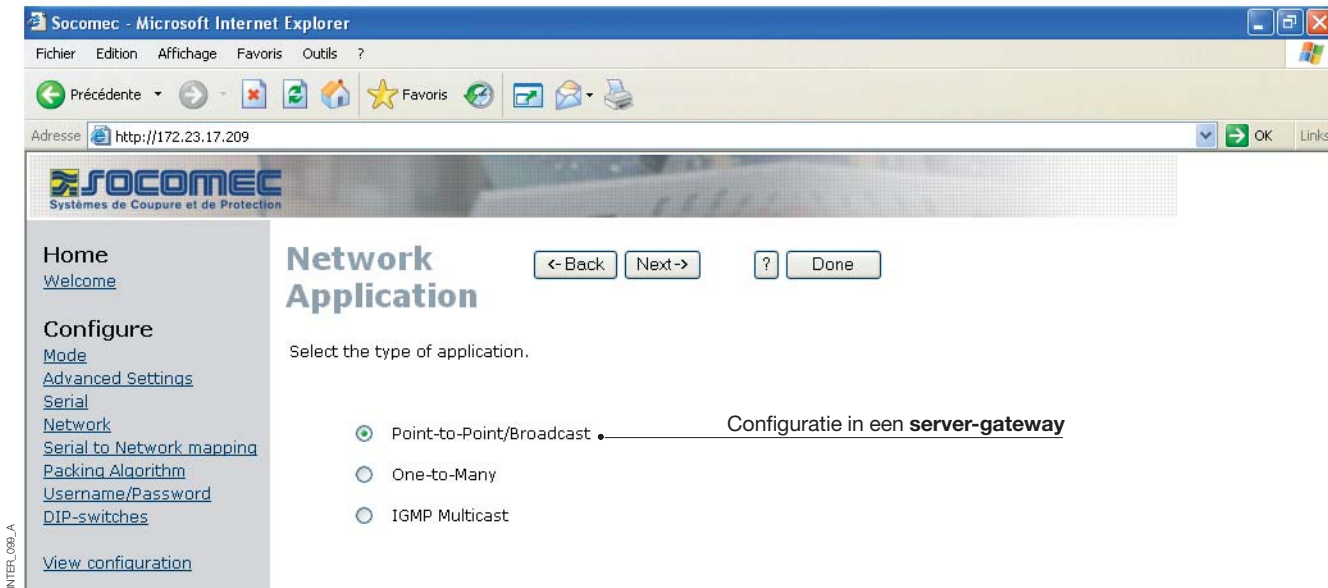 Socomec - Microsoft Internet Explorer
Fichier Edition Affichage Favoris Outils ?
Précédente Favoris
Adresse http://172.23.17.209 OK Links
SOCOMEC
Systèmes de Coupure et de Protection
Home
Welcome
Configure
Mode
Advanced Settings
Serial
Network
Serial to Network mapping
Packing Algorithm
Username/Password
DIP-switches
View configuration
Network Application
<-Back Next-> ? Done
Select the type of application.
Point-to-Point/Broadcast Configuratie in een server-gateway
One-to-Many
IGMP Multicast
INTER_099_A